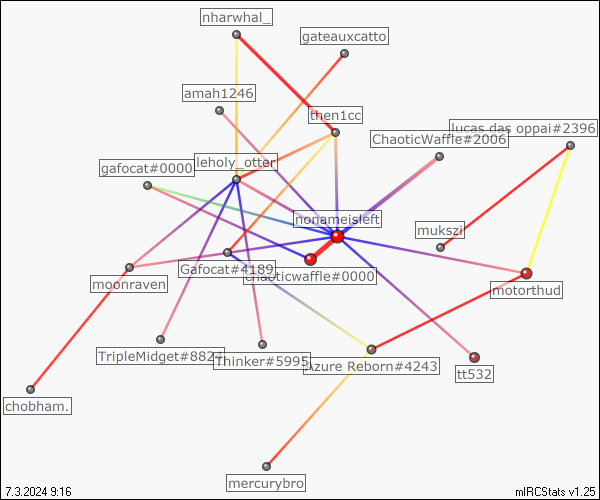 nharwhal_
gateauxcatto
amah1246
then1cc
lucas das oppai#2396
ChaoticWaffle#2006
leholy_otter
gafocat#0000
nonameisleft
mukszi
Gafocat#4189
chaoticwaffle#0000
moonraven
motorthud
TripleMidget#8824
Thinker#5995
Azure Reborn#4243
tt532
chobham.
mercurybro
7.3.2024 9:16
mIRCStats v1.25